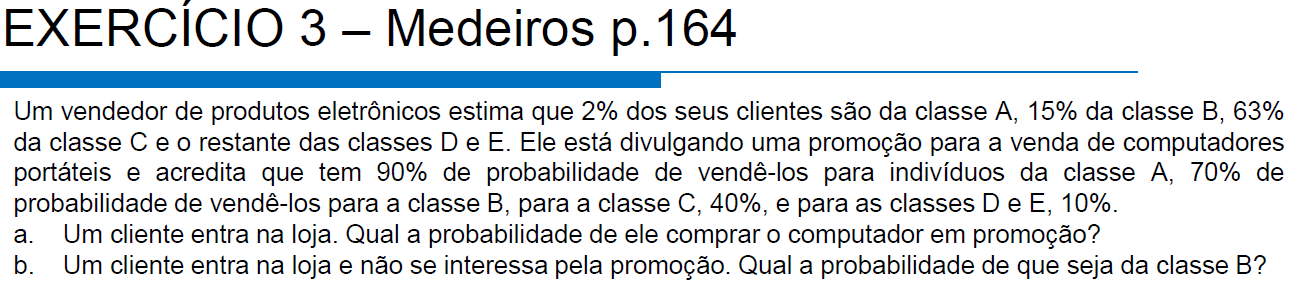 EXERCÍCIO 3 – Medeiros p.164
Um vendedor de produtos eletrônicos estima que 2% dos seus clientes são da classe A, 15% da classe B, 63%
da classe C e o restante das classes D e E. Ele está divulgando uma promoção para a venda de computadores
portáteis e acredita que tem 90% de probabilidade de vendê-los para indivíduos da classe A, 70% de
probabilidade de vendê-los para a classe B, para a classe C, 40%, e para as classes D e E, 10%.
a. Um cliente entra na loja. Qual a probabilidade de ele comprar o computador em promoção?
b. Um cliente entra na loja e não se interessa pela promoção. Qual a probabilidade de que seja da classe B?